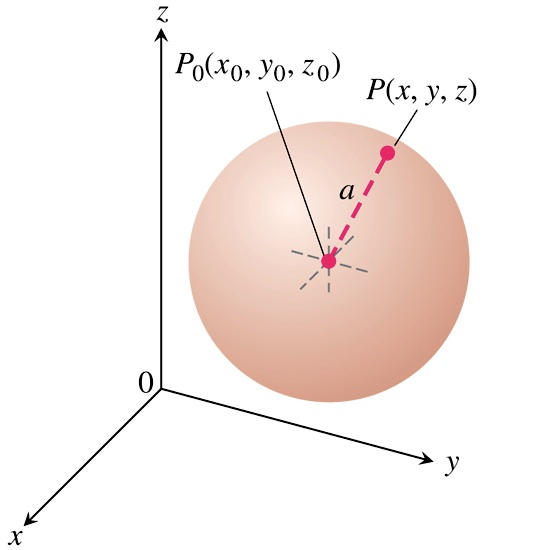 z
P₀(x₀, y₀, z₀)
P(x, y, z)
a
0
y
x